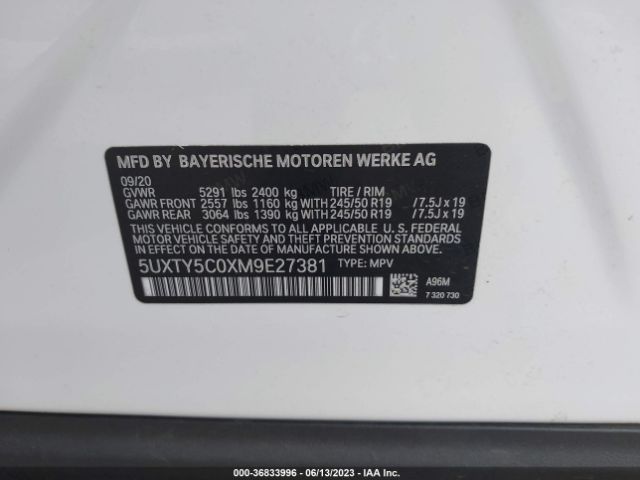 MFD BY BAYERISCHE MOTOREN WERKE AG
09/20
GVWR 5291 lbs 2400 kg TIRE / RIM
GAWR FRONT 2557 lbs 1160 kg WITH 245/50 R19 /7.5J x 19
GAWR REAR 3064 lbs 1390 kg WITH 245/50 R19 /7.5J x 19
THIS VEHICLE CONFORMS TO ALL APPLICABLE U. S. FEDERAL
MOTOR VEHICLE SAFETY, BUMPER, AND THEFT PREVENTION
STANDARDS IN EFFECT ON THE DATE OF MANUFACTURE SHOWN ABOVE.
5UXTY5C0XM9E27381 TYPE: MPV
A96M
7 320 730
000-36833996 - 06/13/2023 - IAA Inc.